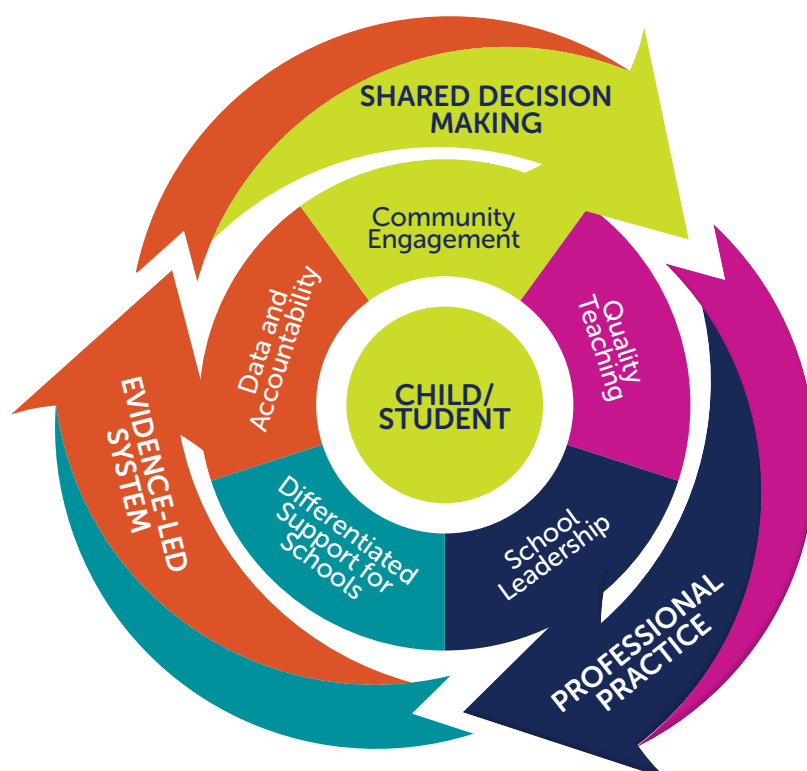 SHARED DECISION
MAKING
Community
Engagement
Quality
Teaching
School
Leadership
Differentiated
Support for
Schools
Data and
Accountability
CHILD/
STUDENT
PROFESSIONAL
PRACTICE
EVIDENCE-LED
SYSTEM